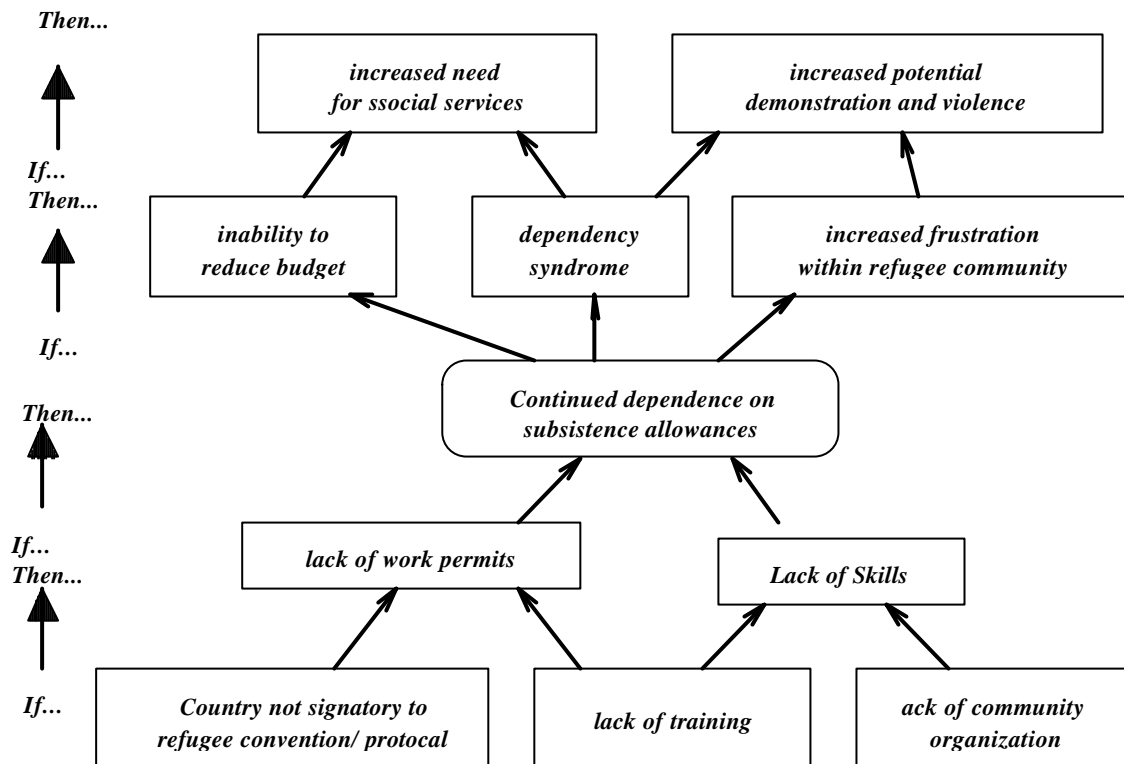 Then...
increased need
for ssocial services
increased potential
demonstration and violence
If...
Then...
inability to
reduce budget
dependency
syndrome
increased frustration
within refugee community
If...
Continued dependence on
subsistence allowances
Then...
If...
Then...
lack of work permits
Lack of Skills
If...
Country not signatory to
refugee convention/ protocal
lack of training
ack of community
organization